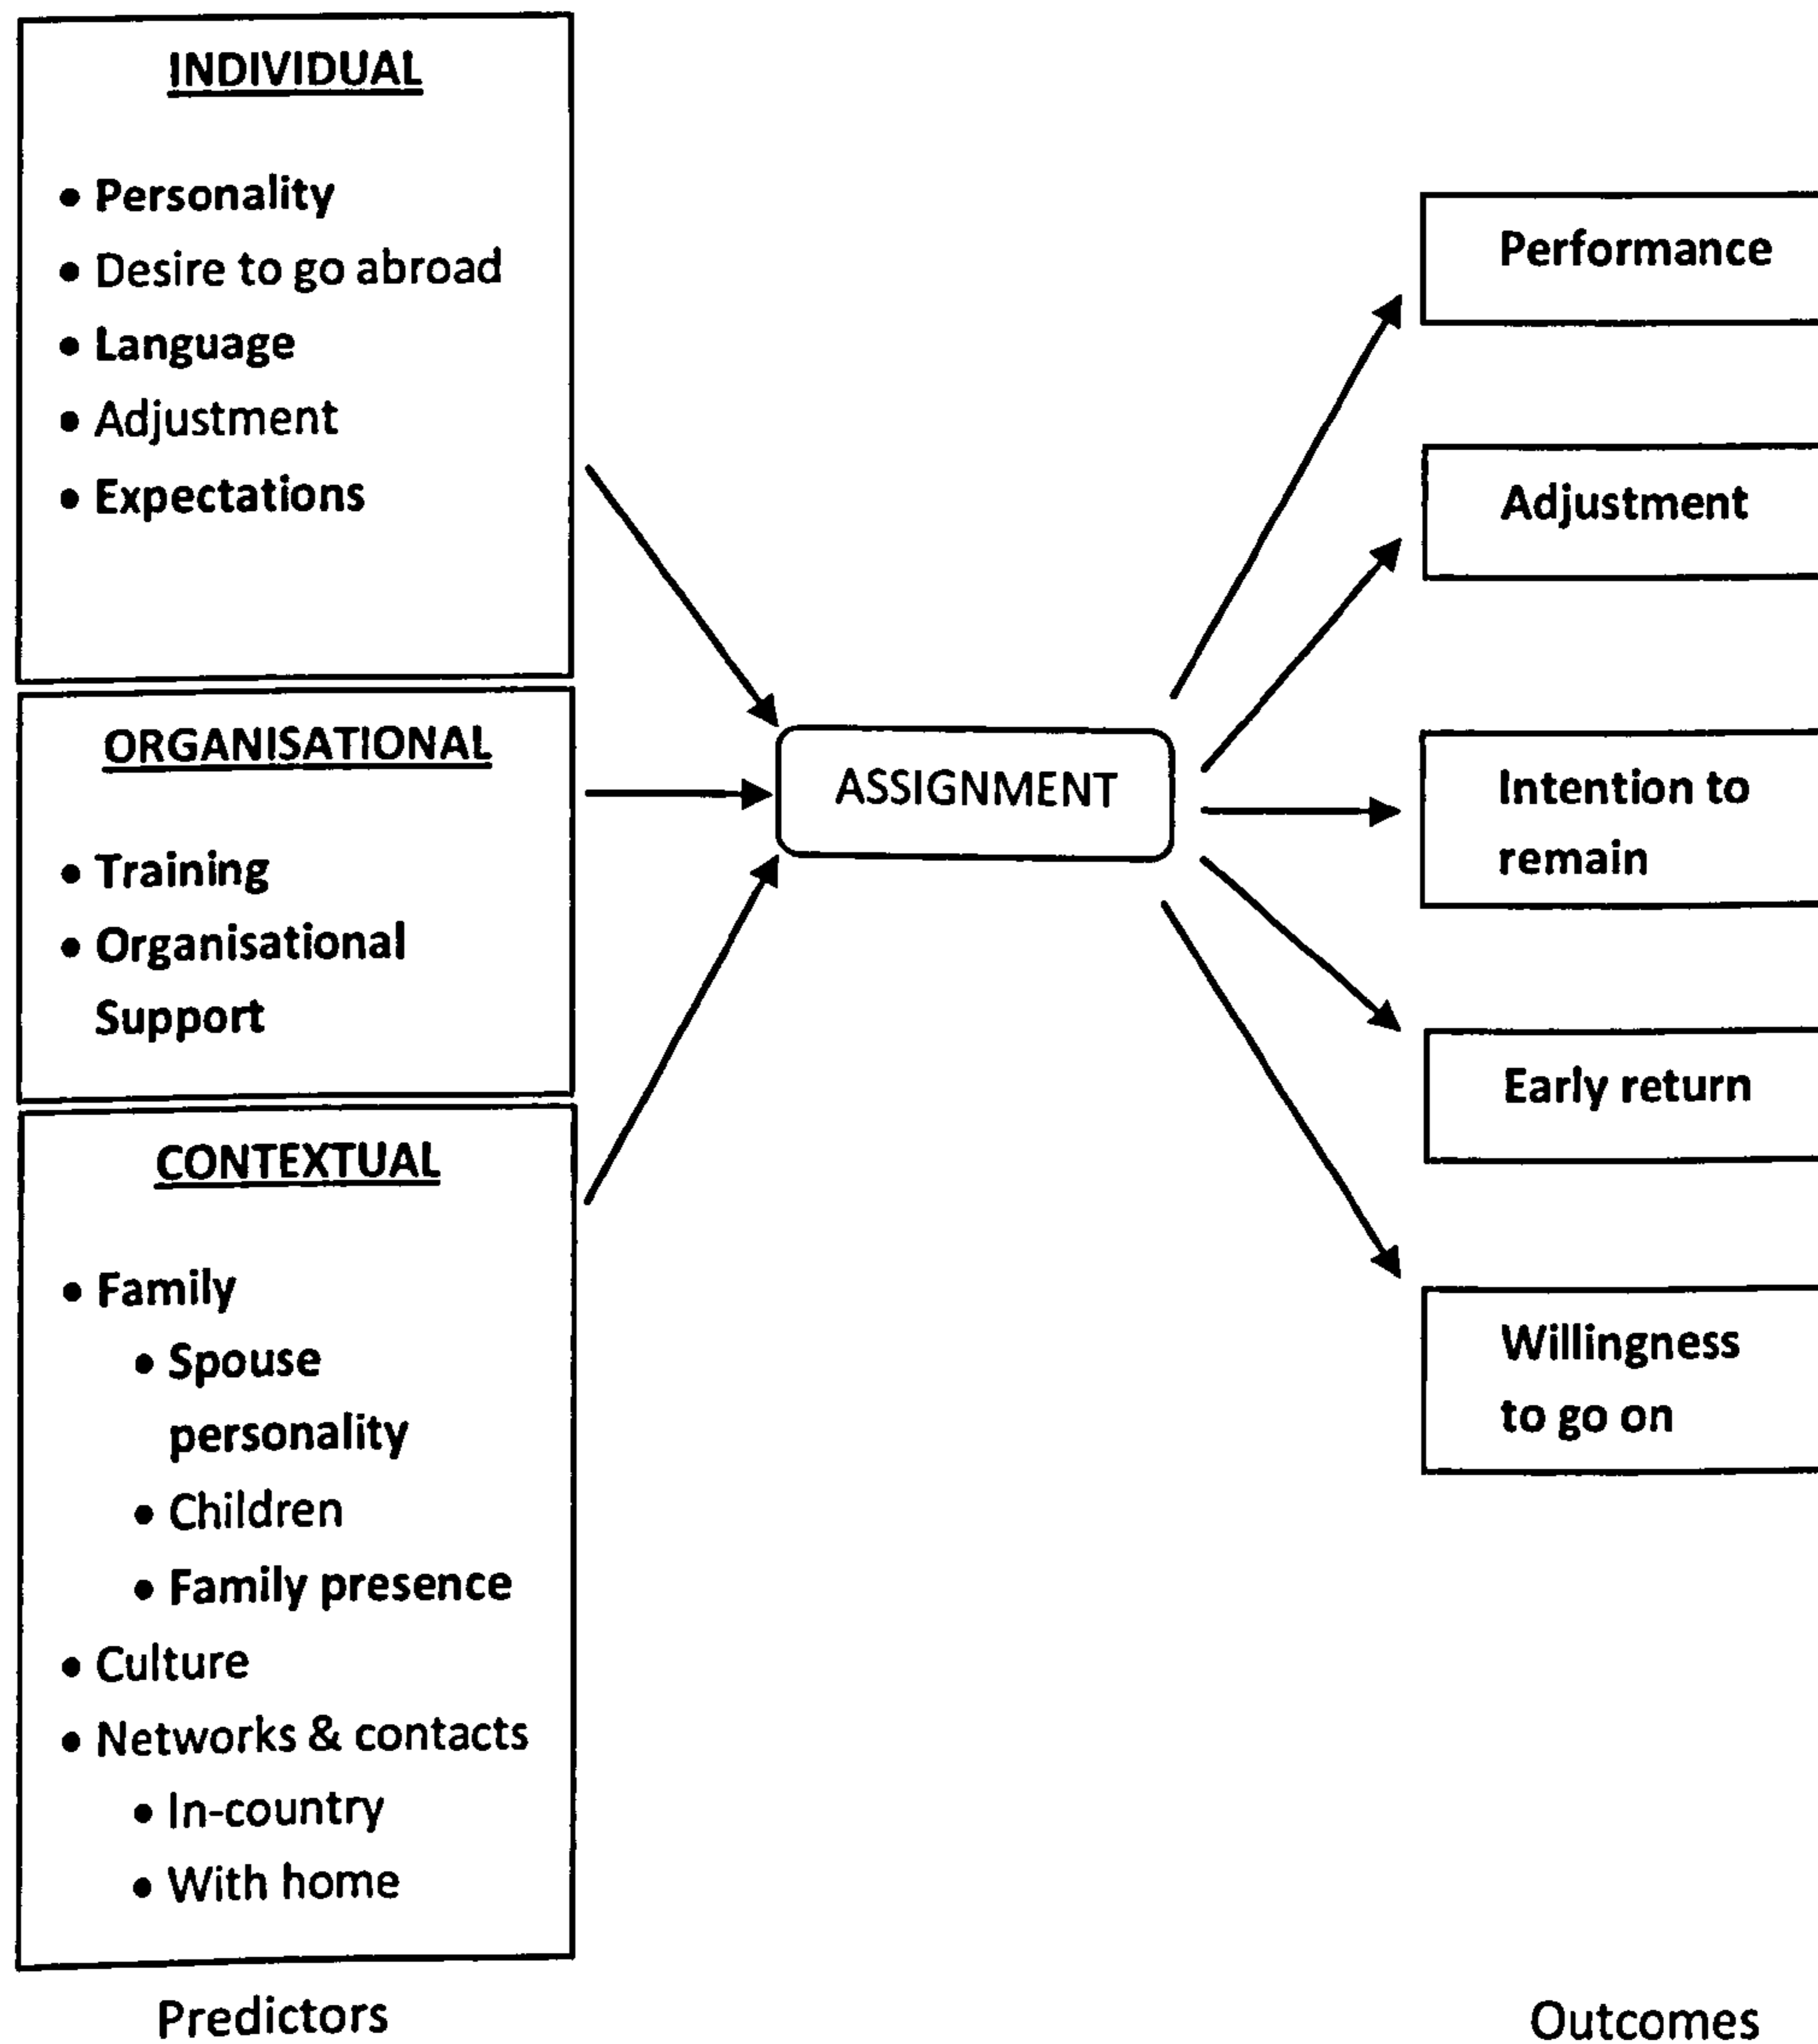 INDIVIDUAL
• Personality
• Desire to go abroad
• Language
• Adjustment
• Expectations
ORGANISATIONAL
• Training
• Organisational
Support
CONTEXTUAL
• Family
• Spouse
personality
• Children
• Family presence
• Culture
• Networks & contacts
• In-country
• With home
Predictors
ASSIGNMENT
Performance
Adjustment
Intention to
remain
Early return
Willingness
to go on
Outcomes